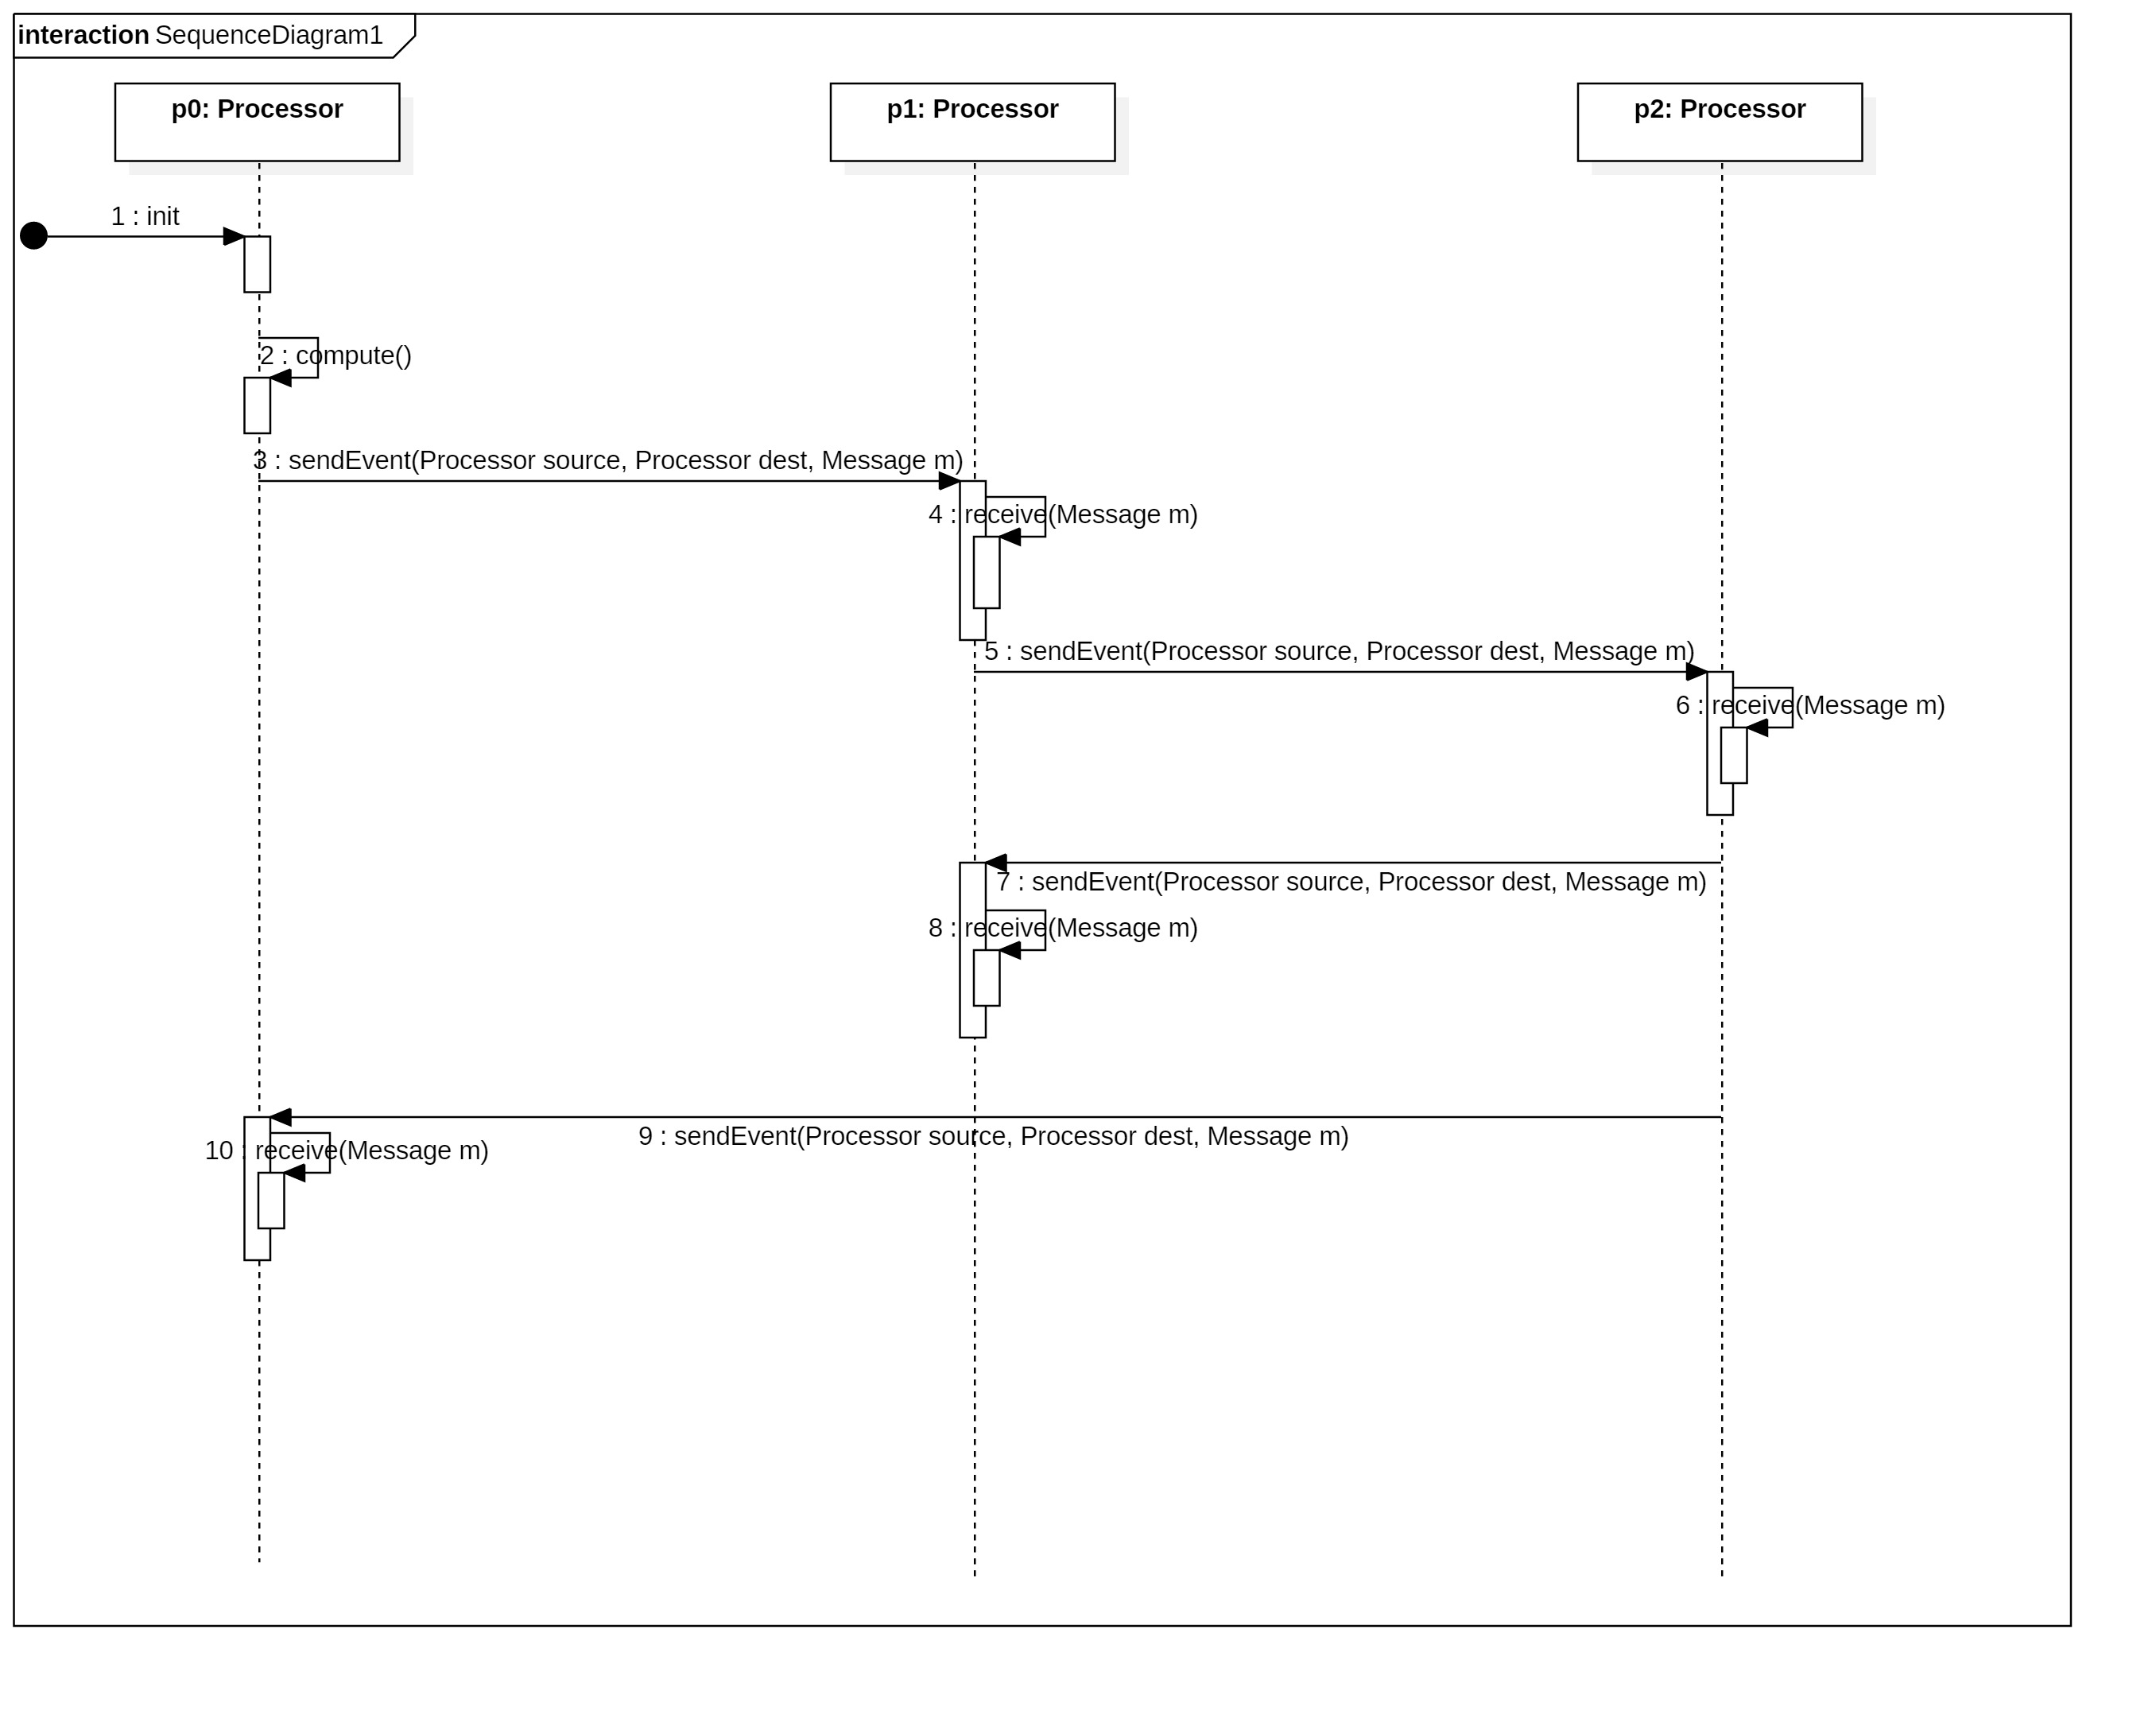 interaction SequenceDiagram1
p0: Processor
p1: Processor
p2: Processor
1 : init
2 : compute()
3 : sendEvent(Processor source, Processor dest, Message m)
4 : receive(Message m)
5 : sendEvent(Processor source, Processor dest, Message m)
6 : receive(Message m)
7 : sendEvent(Processor source, Processor dest, Message m)
8 : receive(Message m)
9 : sendEvent(Processor source, Processor dest, Message m)
10 : receive(Message m)